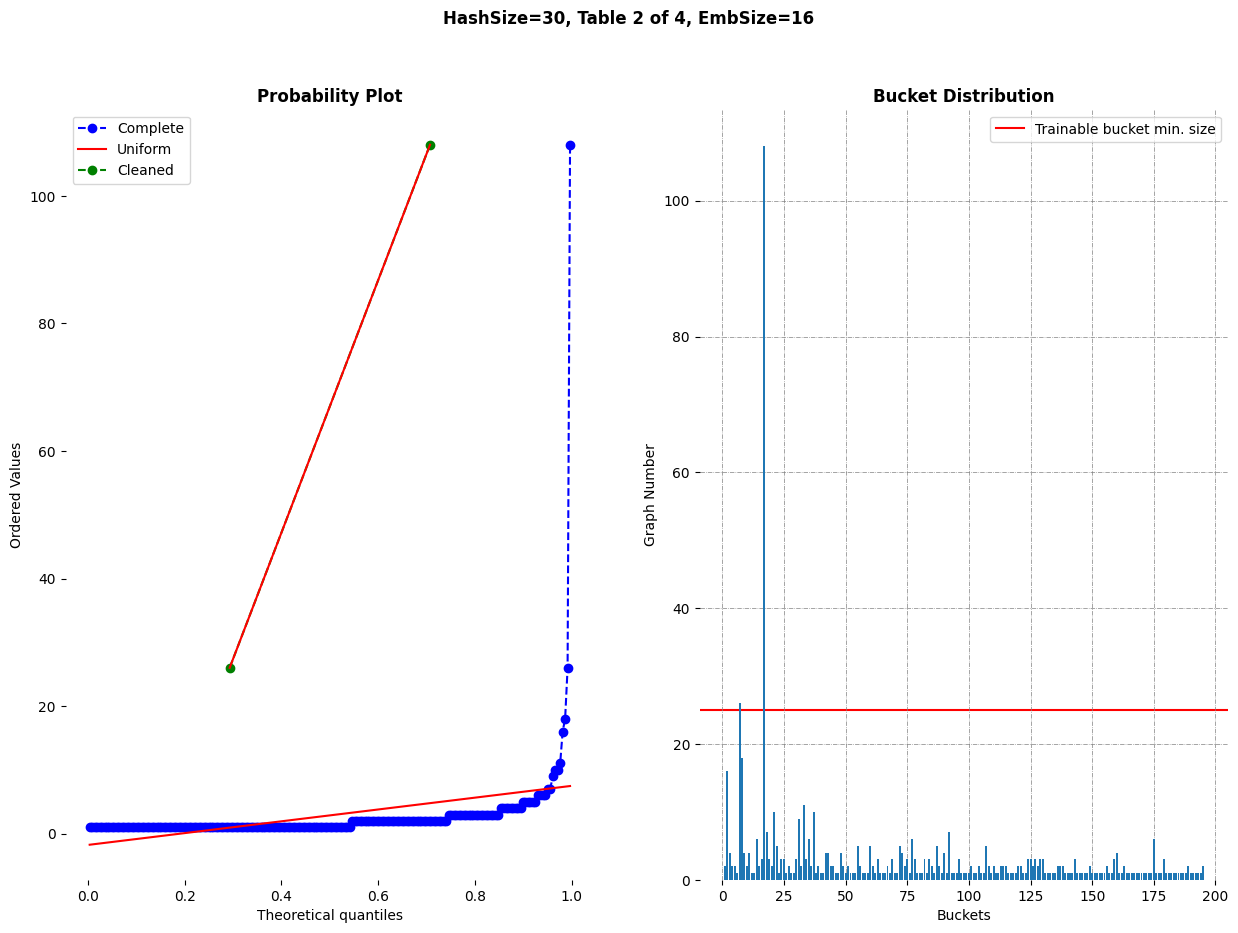 HashSize=30, Table 2 of 4, EmbSize=16
Probability Plot
Complete
Uniform
Cleaned
100
80
60
40
20
0
Ordered Values
0.0 0.2 0.4 0.6 0.8 1.0
Theoretical quantiles
Bucket Distribution
Trainable bucket min. size
100
80
60
40
20
0
Graph Number
0 25 50 75 100 125 150 175 200
Buckets